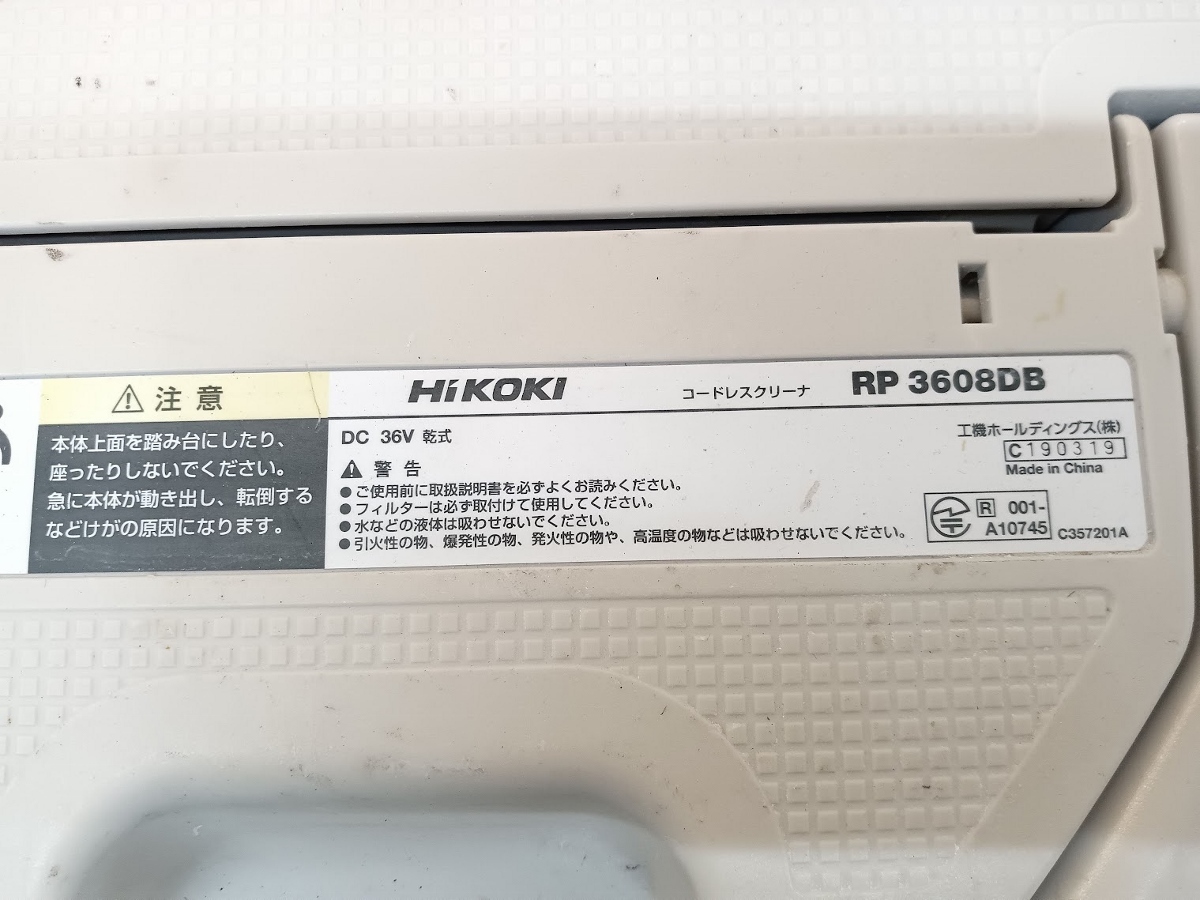 ⚠ 注意
本体上面を踏み台にしたり、
座ったりしないでください。
急に本体が動き出し、転倒する
などけがの原因になります。
HiKOKI コードレスクリーナ RP 3608DB
DC 36V 乾式
⚠ 警告
●ご使用前に取扱説明書を必ずよくお読みください。
●フィルターは必ず取付けて使用してください。
●水などの液体は吸わせないでください。
●引火性の物、爆発性の物、発火性の物や、高温度の物などは吸わせないでください。
工機ホールディングス(株)
C190319
Made in China
R 001-
A10745
C357201A